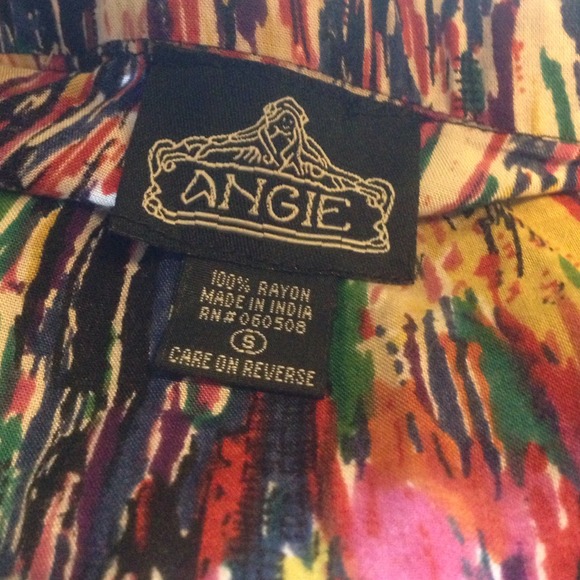 ANGIE
100% RAYON
MADE IN INDIA
RN# 060508
S
CARE ON REVERSE